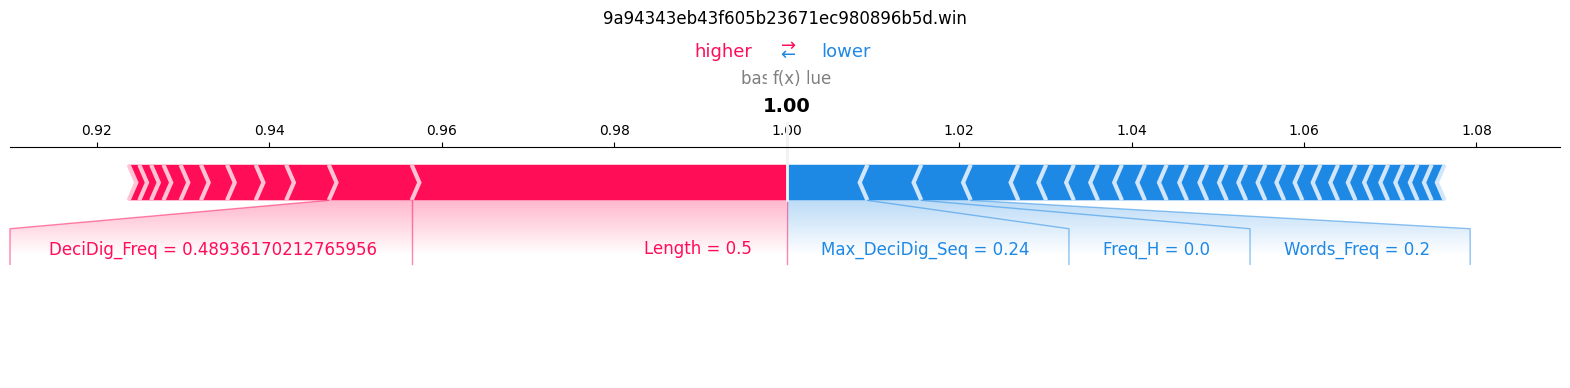 9a94343eb43f605b23671ec980896b5d.win
higher → ← lower
bas f(x) lue
1.00
0.92 0.94 0.96 0.98 1.00 1.02 1.04 1.06 1.08
DeciDig_Freq = 0.48936170212765956 Length = 0.5 Max_DeciDig_Seq = 0.24 Freq_H = 0.0 Words_Freq = 0.2